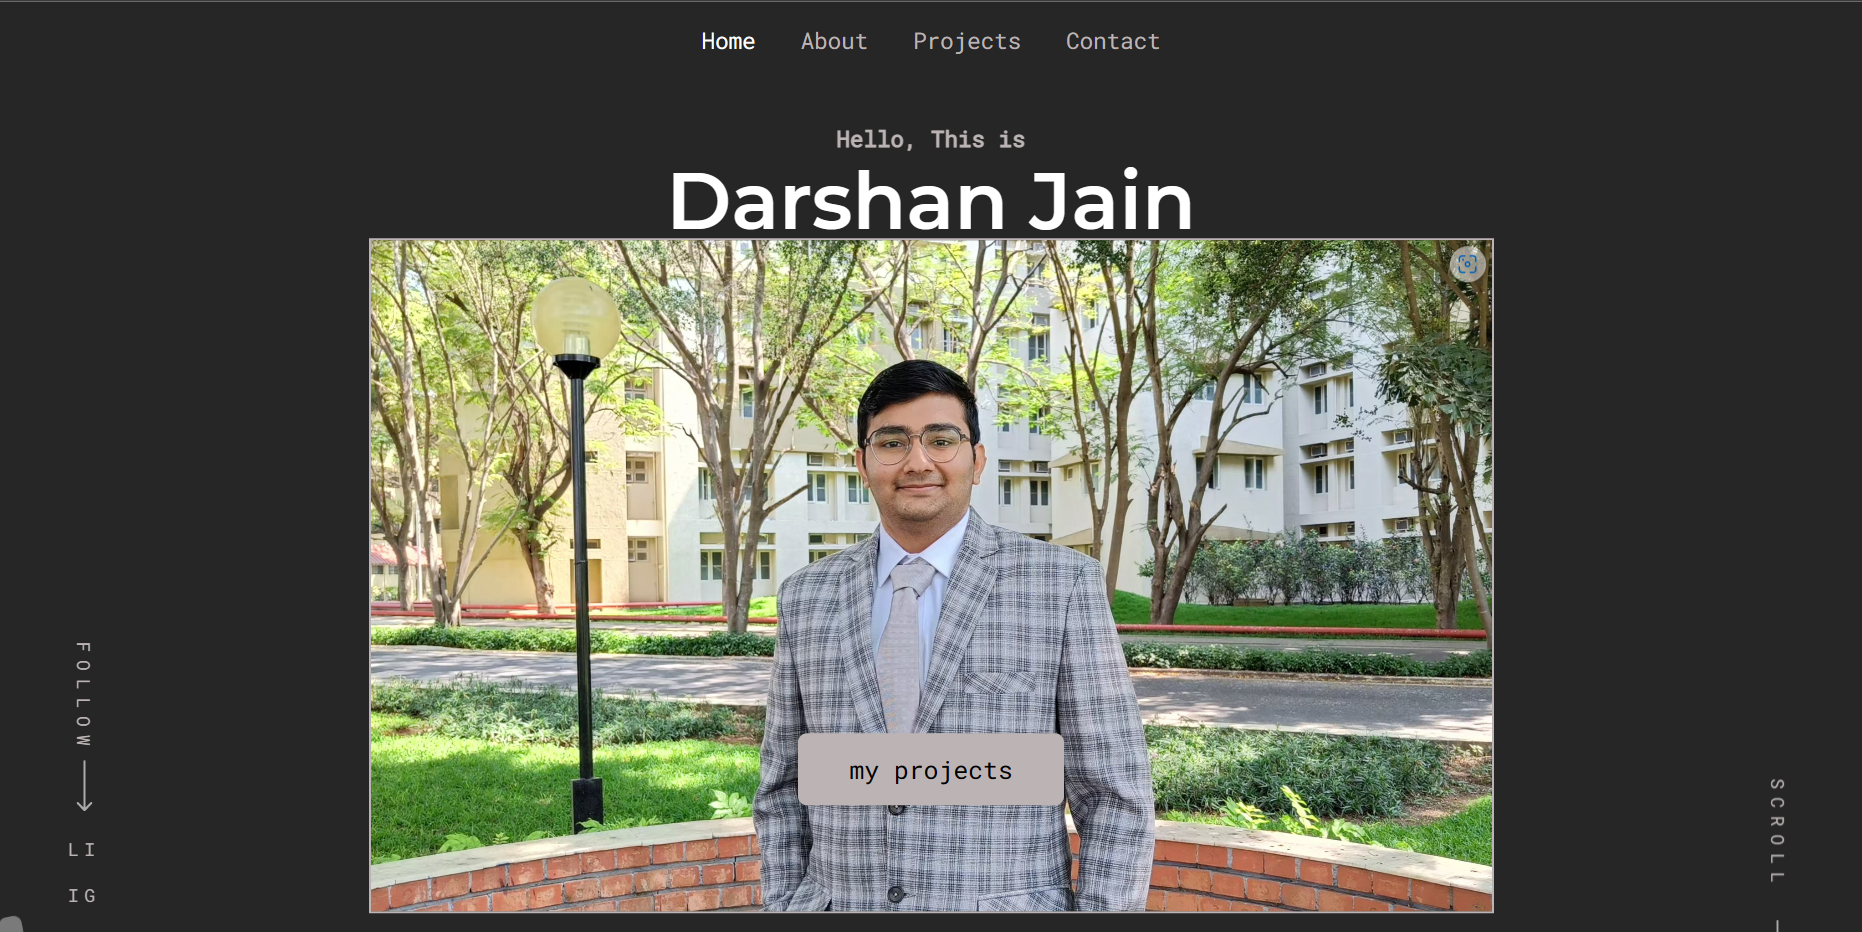 Home About Projects Contact
Hello, This is
Darshan Jain
my projects
FOLLOW
LI
IG
SCROLL